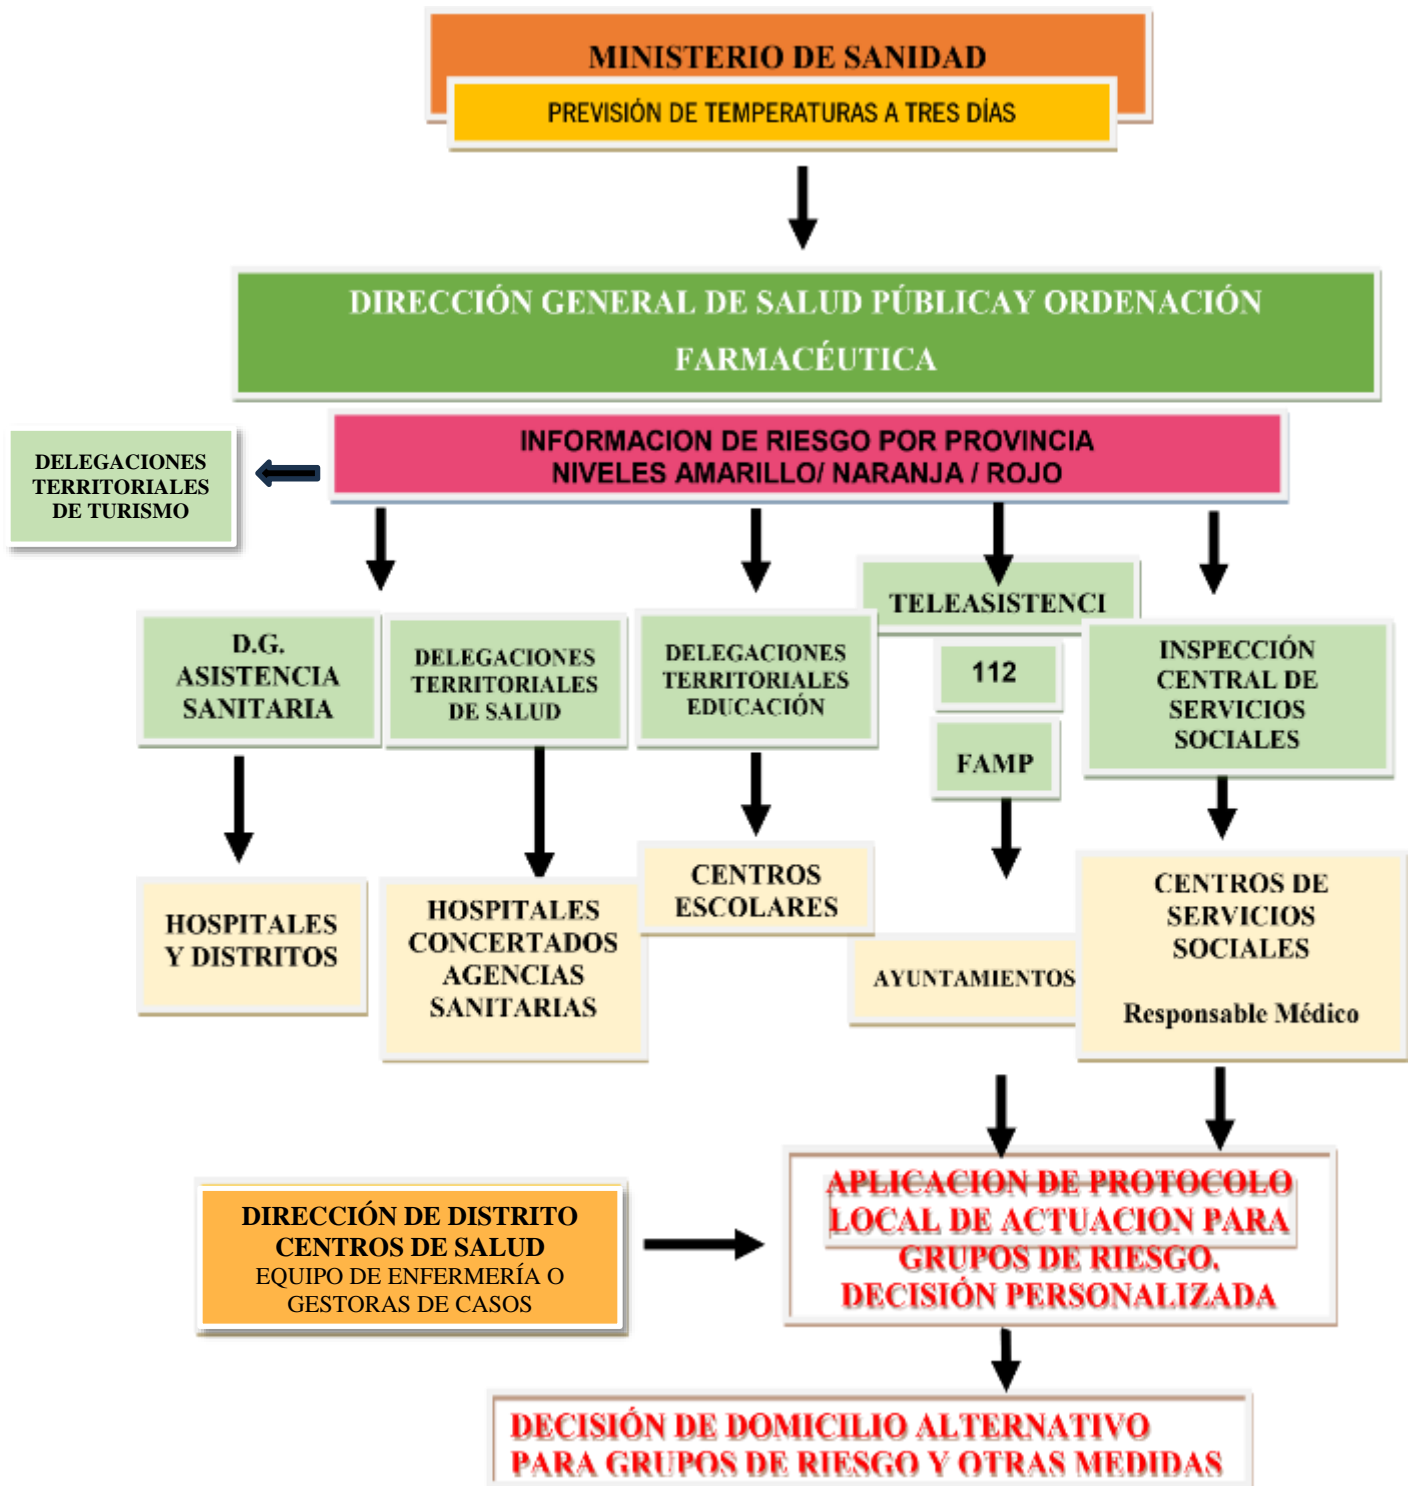 MINISTERIO DE SANIDAD
PREVISIÓN DE TEMPERATURAS A TRES DÍAS
DIRECCIÓN GENERAL DE SALUD PÚBLICAY ORDENACIÓN
FARMACÉUTICA
INFORMACION DE RIESGO POR PROVINCIA
NIVELES AMARILLO/ NARANJA / ROJO
DELEGACIONES
TERRITORIALES
DE TURISMO
D.G.
ASISTENCIA
SANITARIA
DELEGACIONES
TERRITORIALES
DE SALUD
DELEGACIONES
TERRITORIALES
EDUCACIÓN
TELEASISTENCI
112
FAMP
INSPECCIÓN
CENTRAL DE
SERVICIOS
SOCIALES
HOSPITALES
Y DISTRITOS
HOSPITALES
CONCERTADOS
AGENCIAS
SANITARIAS
CENTROS
ESCOLARES
AYUNTAMIENTOS
CENTROS DE
SERVICIOS
SOCIALES
Responsable Médico
DIRECCIÓN DE DISTRITO
CENTROS DE SALUD
EQUIPO DE ENFERMERÍA O
GESTORAS DE CASOS
APLICACION DE PROTOCOLO
LOCAL DE ACTUACION PARA
GRUPOS DE RIESGO.
DECISIÓN PERSONALIZADA
DECISIÓN DE DOMICILIO ALTERNATIVO
PARA GRUPOS DE RIESGO Y OTRAS MEDIDAS